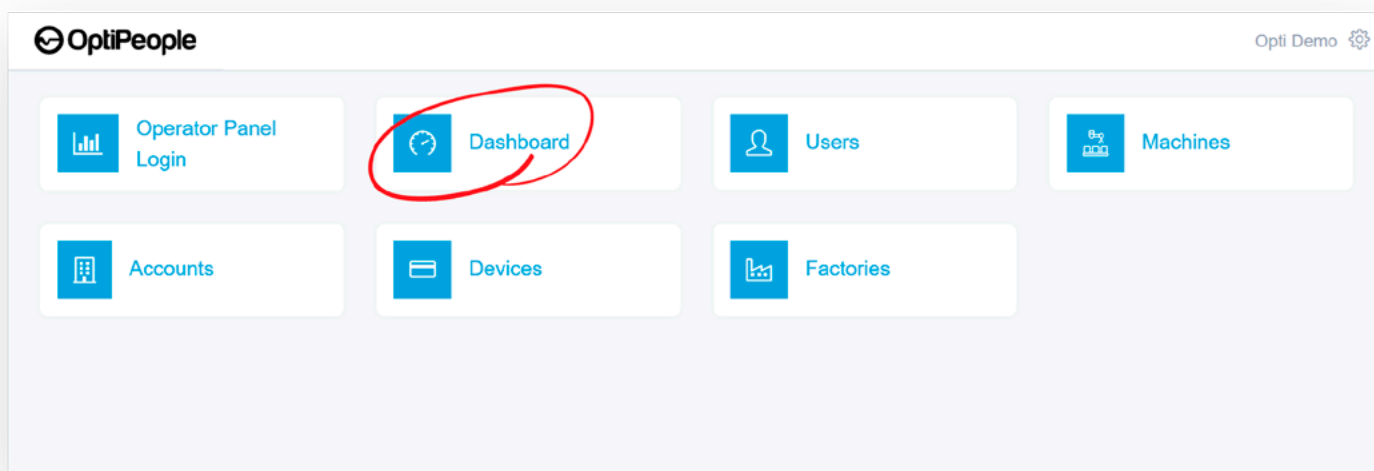 OptiPeople
Opti Demo
Operator Panel
Login
Dashboard
Users
Machines
Accounts
Devices
Factories